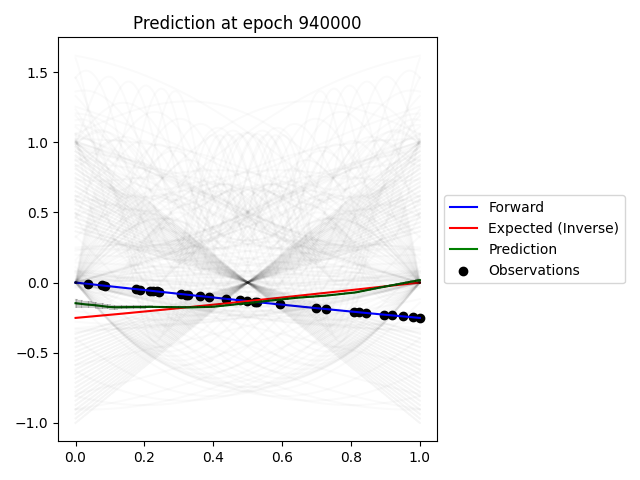 Prediction at epoch 940000
1.5
1.0
0.5
0.0
−0.5
−1.0
0.0 0.2 0.4 0.6 0.8 1.0
Forward
Expected (Inverse)
Prediction
Observations